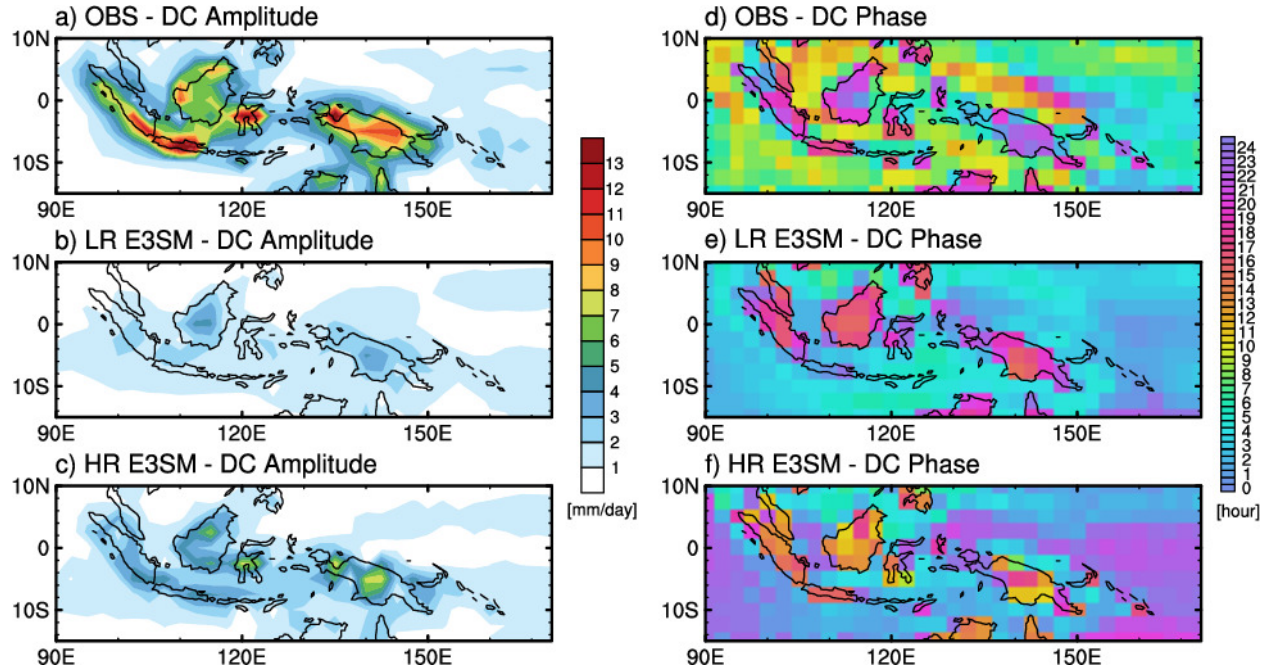 a) OBS - DC Amplitude
10N
0
10S
90E 120E 150E
b) LR E3SM - DC Amplitude
10N
0
10S
90E 120E 150E
c) HR E3SM - DC Amplitude
10N
0
10S
90E 120E 150E
13
12
11
10
9
8
7
6
5
4
3
2
1
[mm/day]
d) OBS - DC Phase
10N
0
10S
90E 120E 150E
e) LR E3SM - DC Phase
10N
0
10S
90E 120E 150E
f) HR E3SM - DC Phase
10N
0
10S
90E 120E 150E
24
23
22
21
20
19
18
17
16
15
14
13
12
11
10
9
8
7
6
5
4
3
2
1
0
[hour]